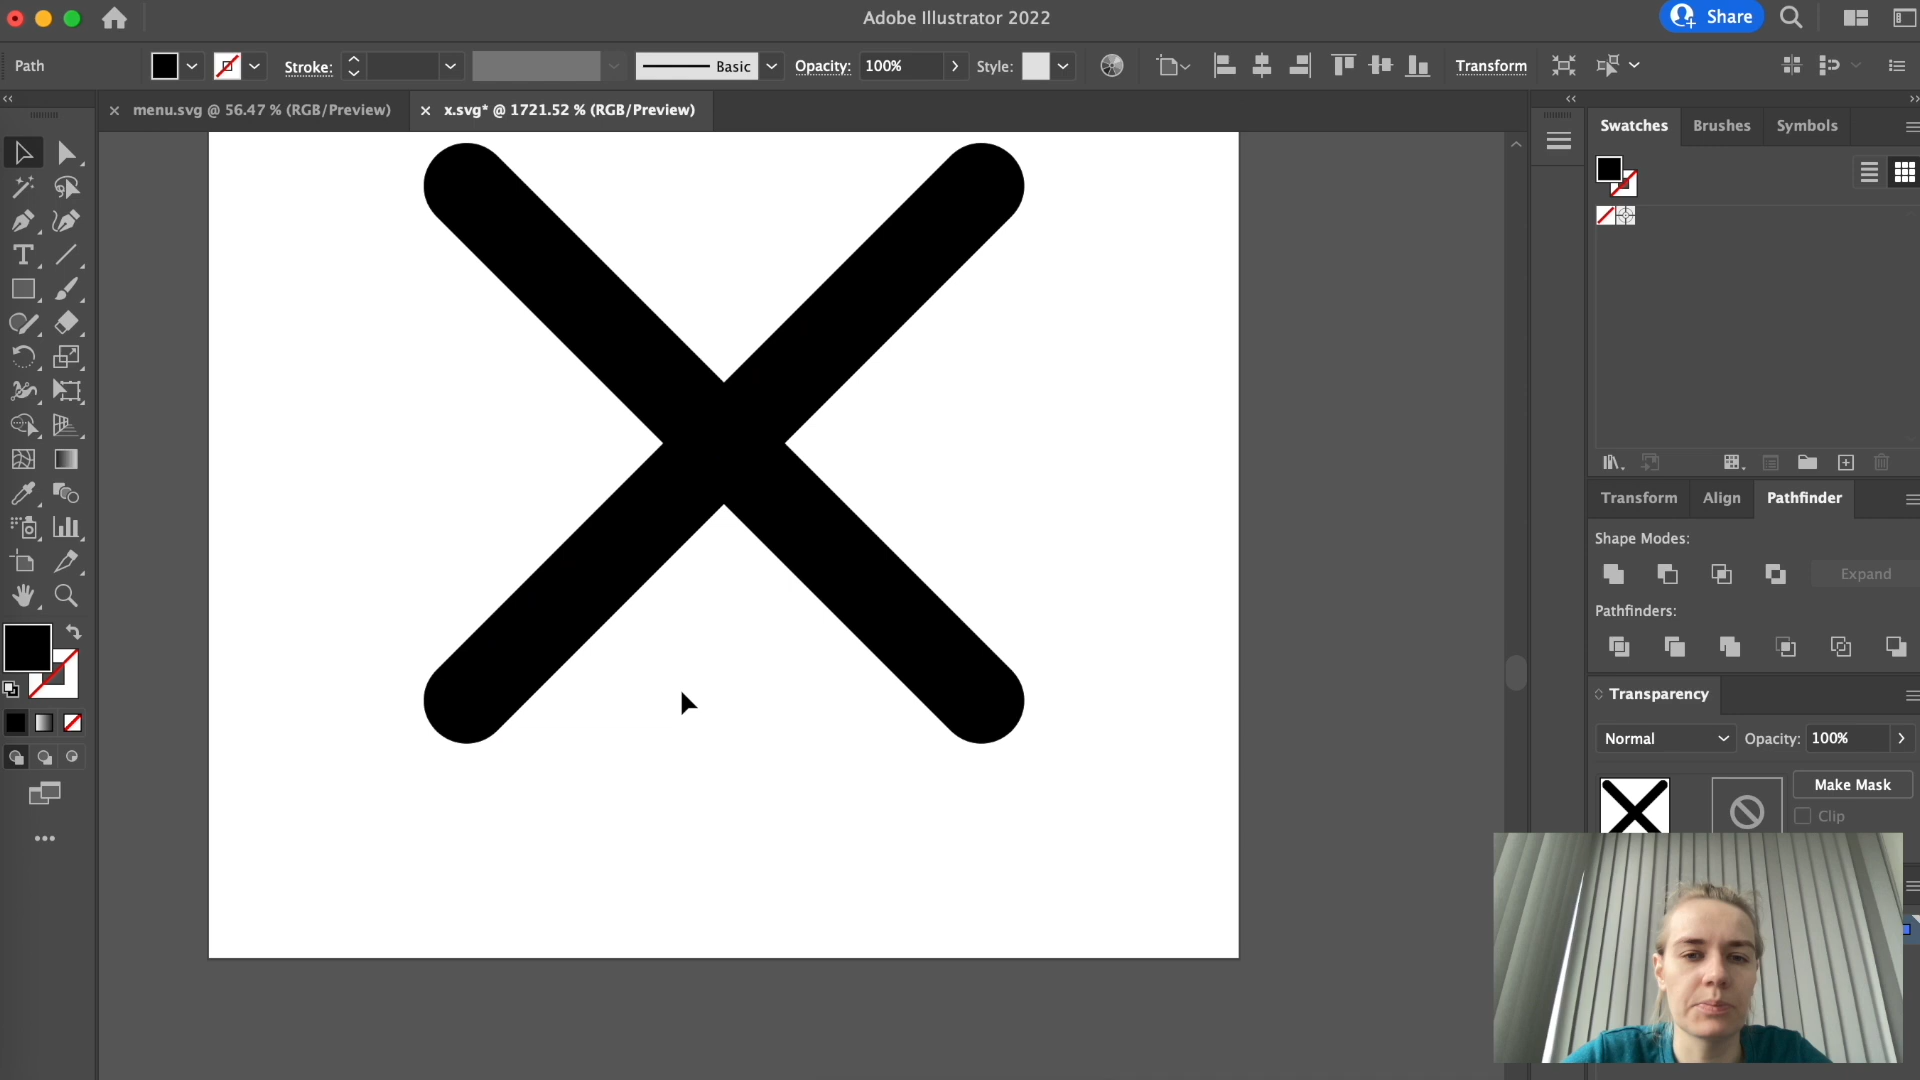 Adobe Illustrator 2022
Share
Path
Stroke:
Basic
Opacity: 100%
Style:
Transform
menu.svg @ 56.47 % (RGB/Preview)
x.svg* @ 1721.52 % (RGB/Preview)
Swatches Brushes Symbols
Transform Align Pathfinder
Shape Modes:
Expand
Pathfinders:
Transparency
Normal Opacity: 100%
Make Mask
Clip